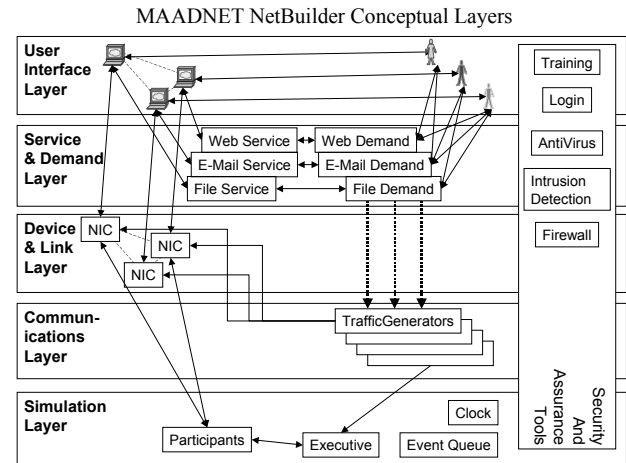 MAADNET NetBuilder Conceptual Layers
User
Interface
Layer
Training
Login
Service
& Demand
Layer
Web Service
Web Demand
E-Mail Service
E-Mail Demand
File Service
File Demand
AntiVirus
Intrusion
Detection
Device
& Link
Layer
NIC
NIC
NIC
Firewall
Commun-
ications
Layer
TrafficGenerators
Simulation
Layer
Participants
Executive
Clock
Event Queue
Security
And
Assurance
Tools